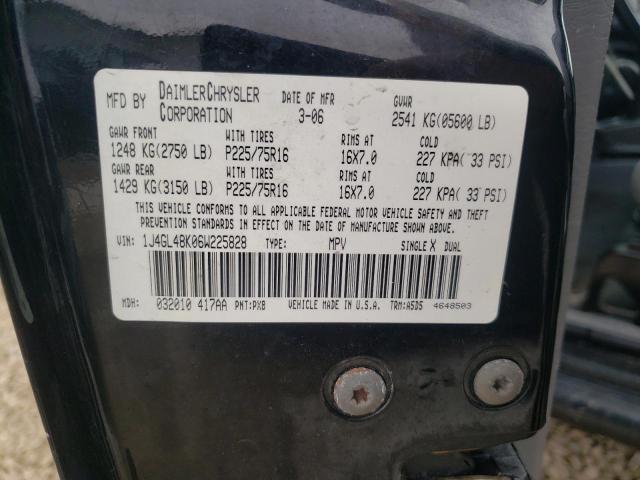 MFD BY DAIMLERCHRYSLER CORPORATION DATE OF MFR 3-06 GVWR 2541 KG(05600 LB)
GAWR FRONT WITH TIRES RIMS AT COLD
1248 KG(2750 LB) P225/75R16 16X7.0 227 KPA( 33 PSI)
GAWR REAR WITH TIRES RIMS AT COLD
1429 KG(3150 LB) P225/75R16 16X7.0 227 KPA( 33 PSI)
THIS VEHICLE CONFORMS TO ALL APPLICABLE FEDERAL MOTOR VEHICLE SAFETY AND THEFT
PREVENTION STANDARDS IN EFFECT ON THE DATE OF MANUFACTURE SHOWN ABOVE.
VIN: 1J4GL48K06W225828 TYPE: MPV SINGLE X DUAL
MDH: 032010 417AA PNT:PXB VEHICLE MADE IN U.S.A. TRM:A5D5 4648503